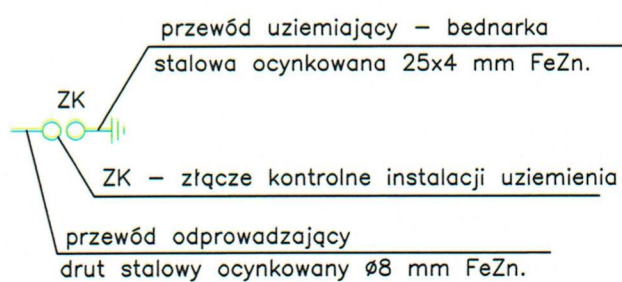 przewód uziemiający – bednarka
stalowa ocynkowana 25x4 mm FeZn.
ZK
ZK – złącze kontrolne instalacji uziemienia
przewód odprowadzający
drut stalowy ocynkowany ø8 mm FeZn.